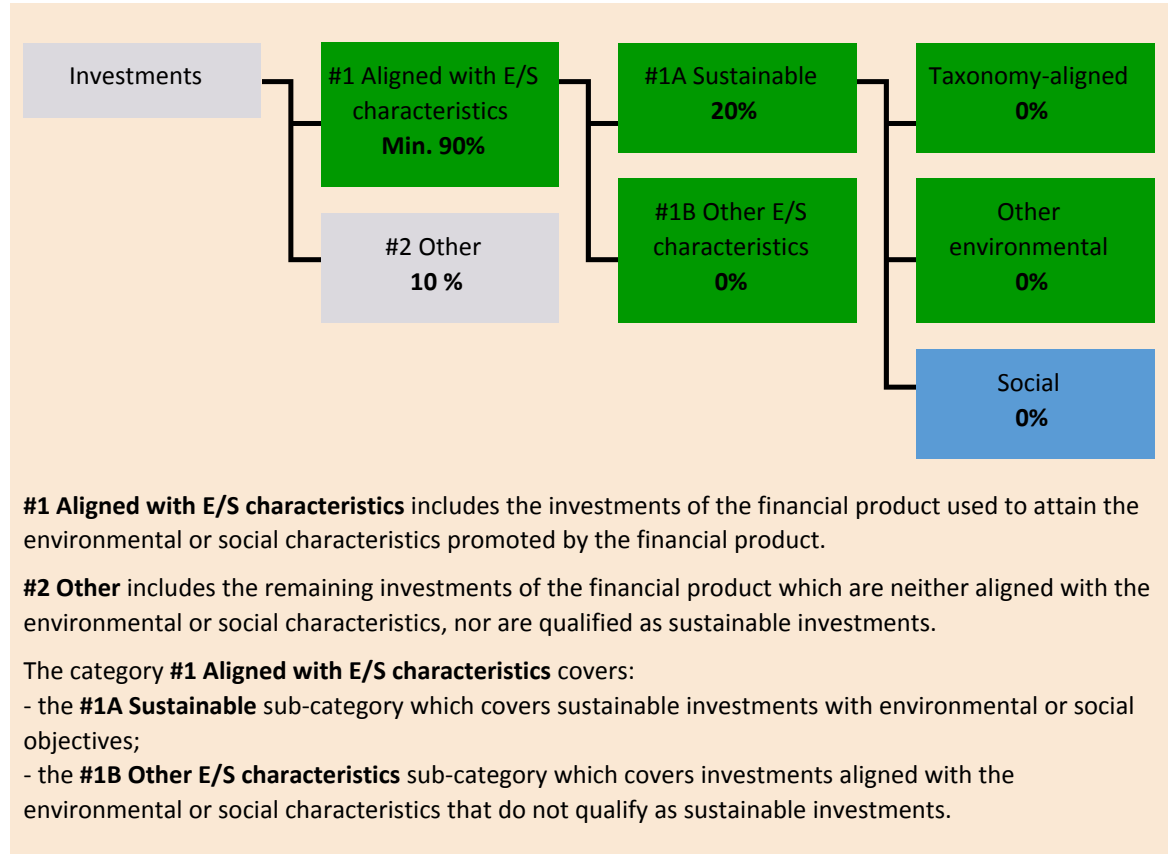 Investments
#1 Aligned with E/S
characteristics
Min. 90%
#2 Other
10 %
#1A Sustainable
20%
#1B Other E/S
characteristics
0%
Taxonomy-aligned
0%
Other
environmental
0%
Social
0%
#1 Aligned with E/S characteristics includes the investments of the financial product used to attain the
environmental or social characteristics promoted by the financial product.
#2 Other includes the remaining investments of the financial product which are neither aligned with the
environmental or social characteristics, nor are qualified as sustainable investments.
The category #1 Aligned with E/S characteristics covers:
- the #1A Sustainable sub-category which covers sustainable investments with environmental or social
objectives;
- the #1B Other E/S characteristics sub-category which covers investments aligned with the
environmental or social characteristics that do not qualify as sustainable investments.